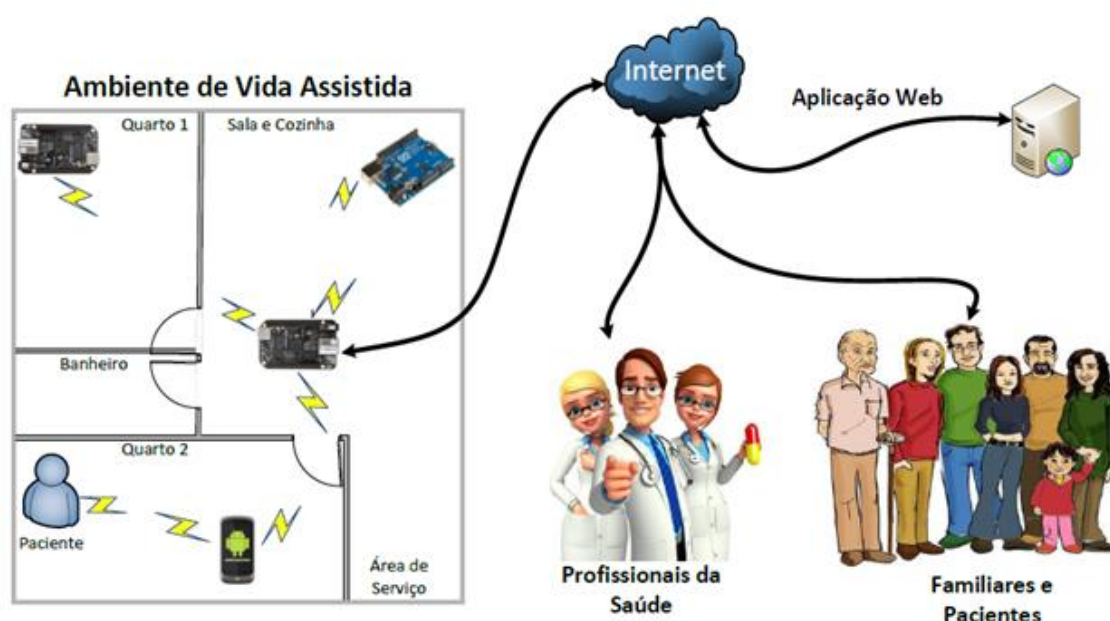 Ambiente de Vida Assistida
Quarto 1
Sala e Cozinha
Banheiro
Quarto 2
Paciente
Área de
Serviço
Internet
Aplicação Web
Profissionais da
Saúde
Familiares e
Pacientes